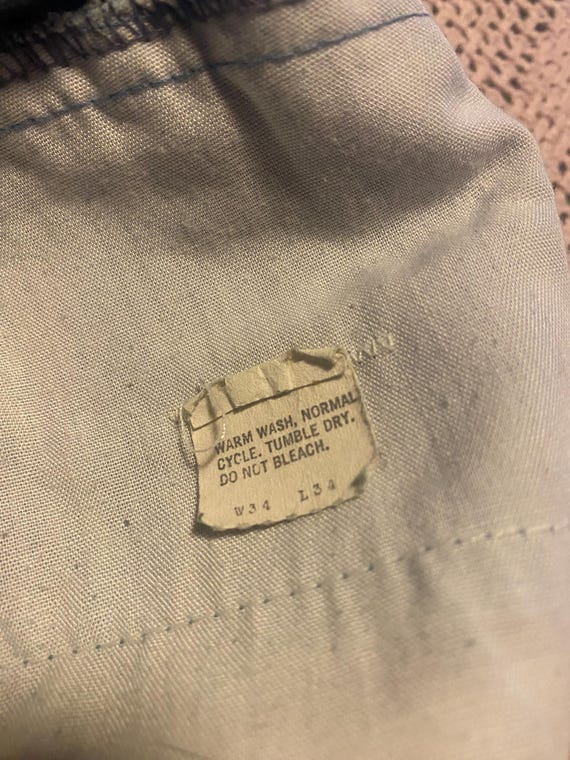 WARM WASH, NORMAL
CYCLE. TUMBLE DRY.
DO NOT BLEACH.
W34 L34